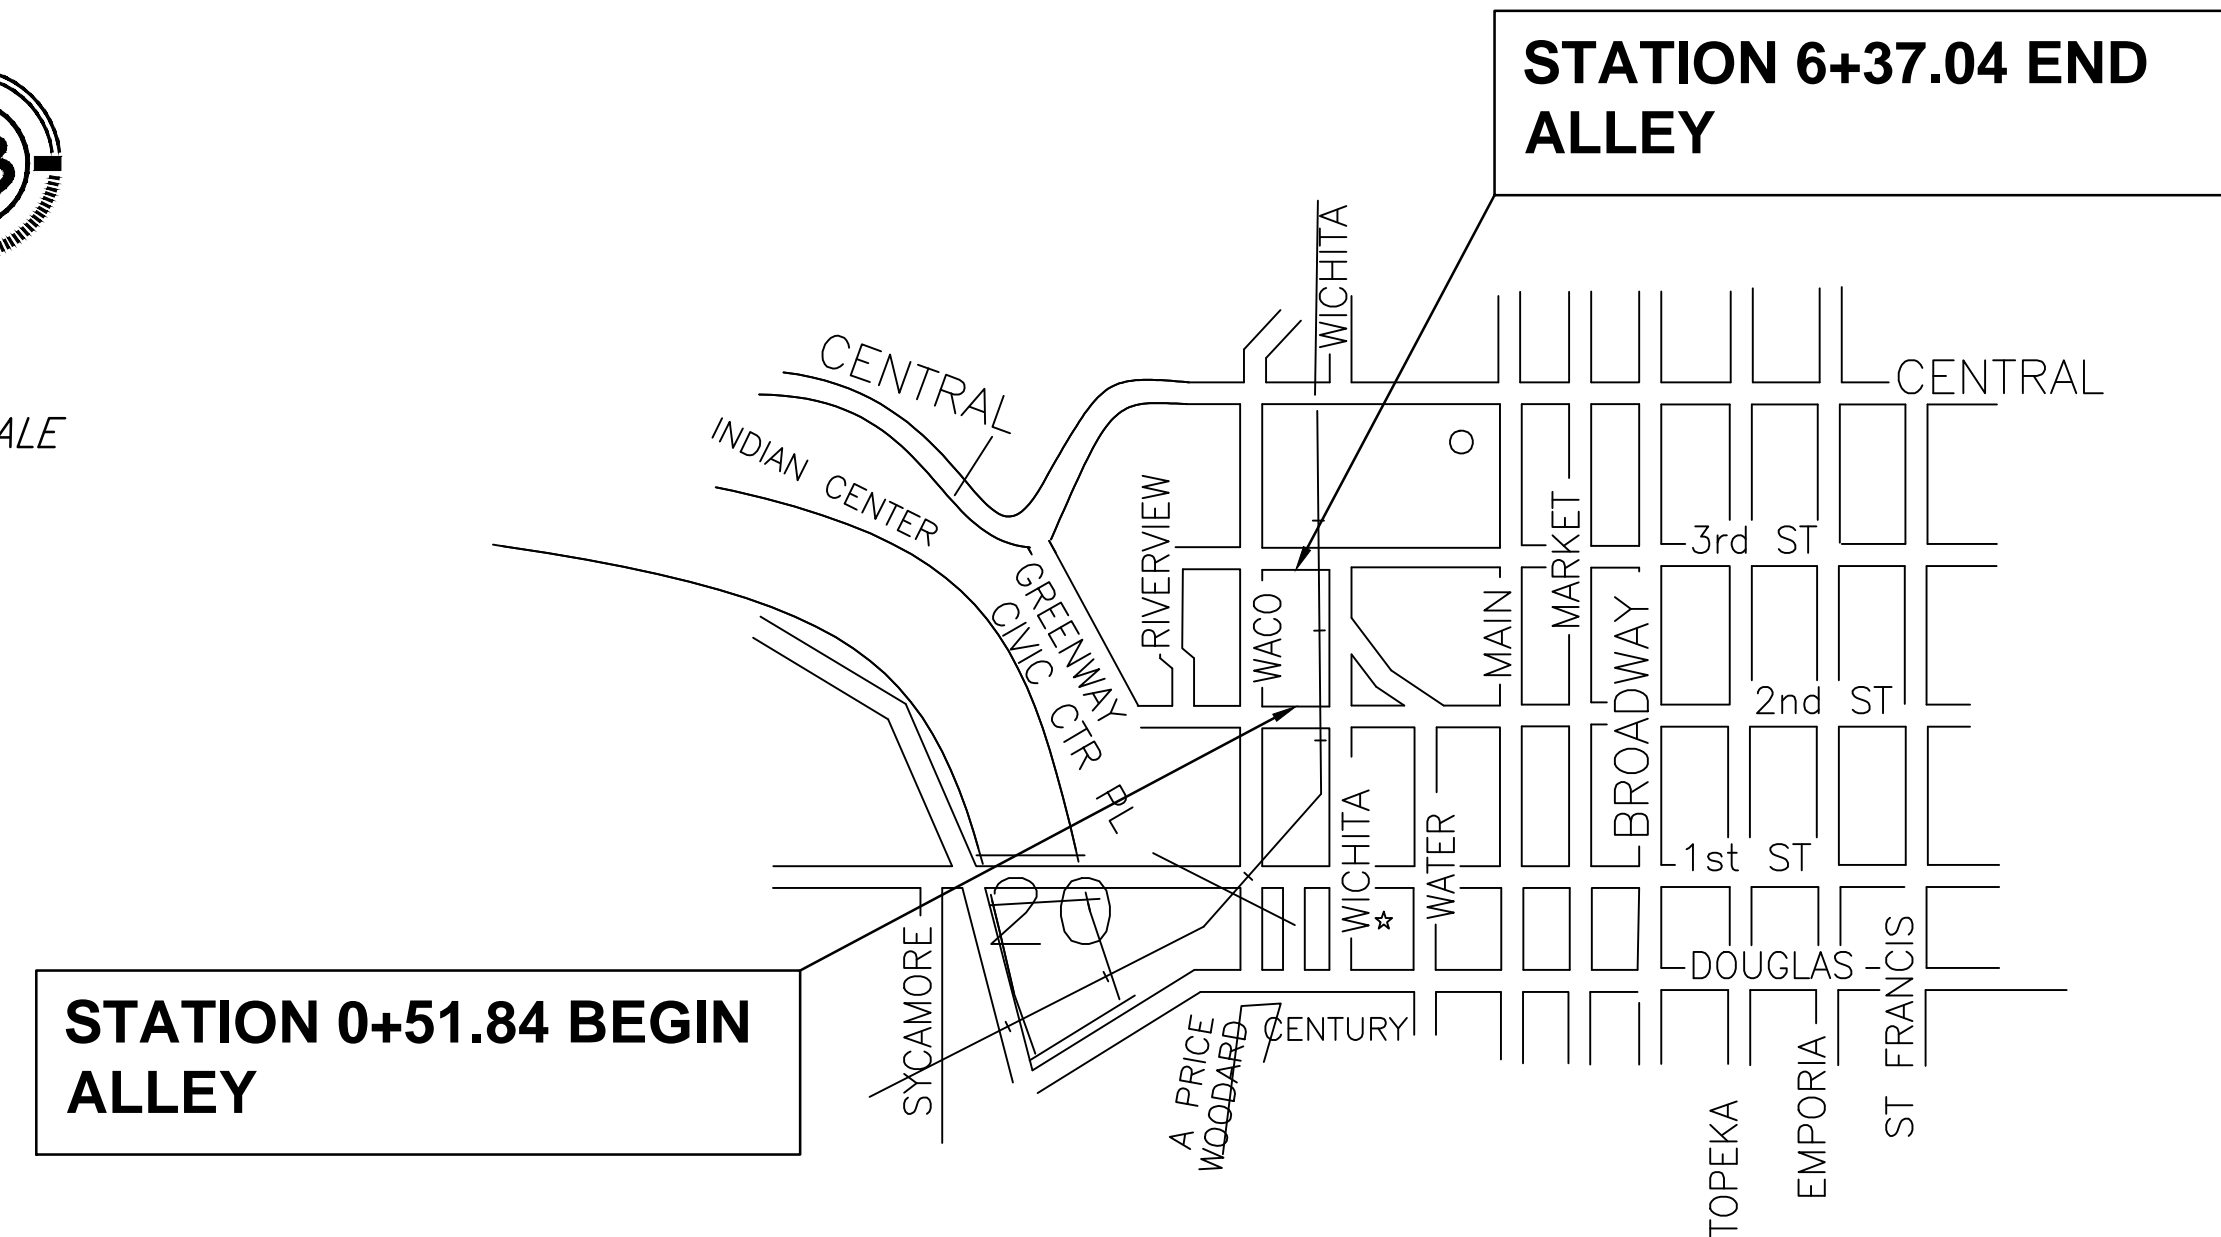 STATION 6+37.04 END
ALLEY
WICHITA
CENTRAL
CENTRAL
INDIAN CENTER
RIVERVIEW
MARKET
3rd ST
GREENWAY
CIVIC CTR PL
WACO
MAIN
BROADWAY
2nd ST
WICHITA
WATER
1st ST
20
SYCAMORE
DOUGLAS
ST FRANCIS
STATION 0+51.84 BEGIN
ALLEY
A PRICE
WOODARD
CENTURY
TOPEKA
EMPORIA